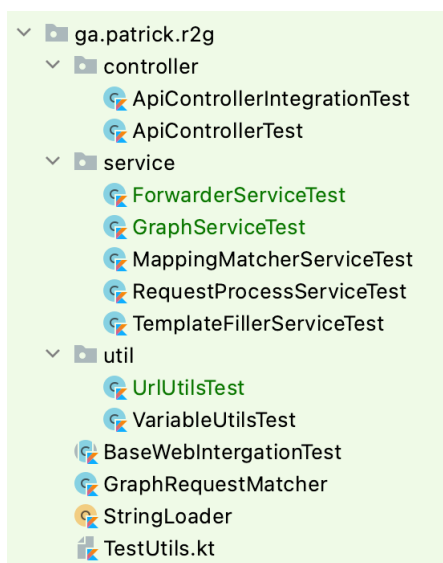 ga.patrick.r2g
controller
ApiControllerIntegrationTest
ApiControllerTest
service
ForwarderServiceTest
GraphServiceTest
MappingMatcherServiceTest
RequestProcessServiceTest
TemplateFillerServiceTest
util
UrlUtilsTest
VariableUtilsTest
BaseWebIntergationTest
GraphRequestMatcher
StringLoader
TestUtils.kt